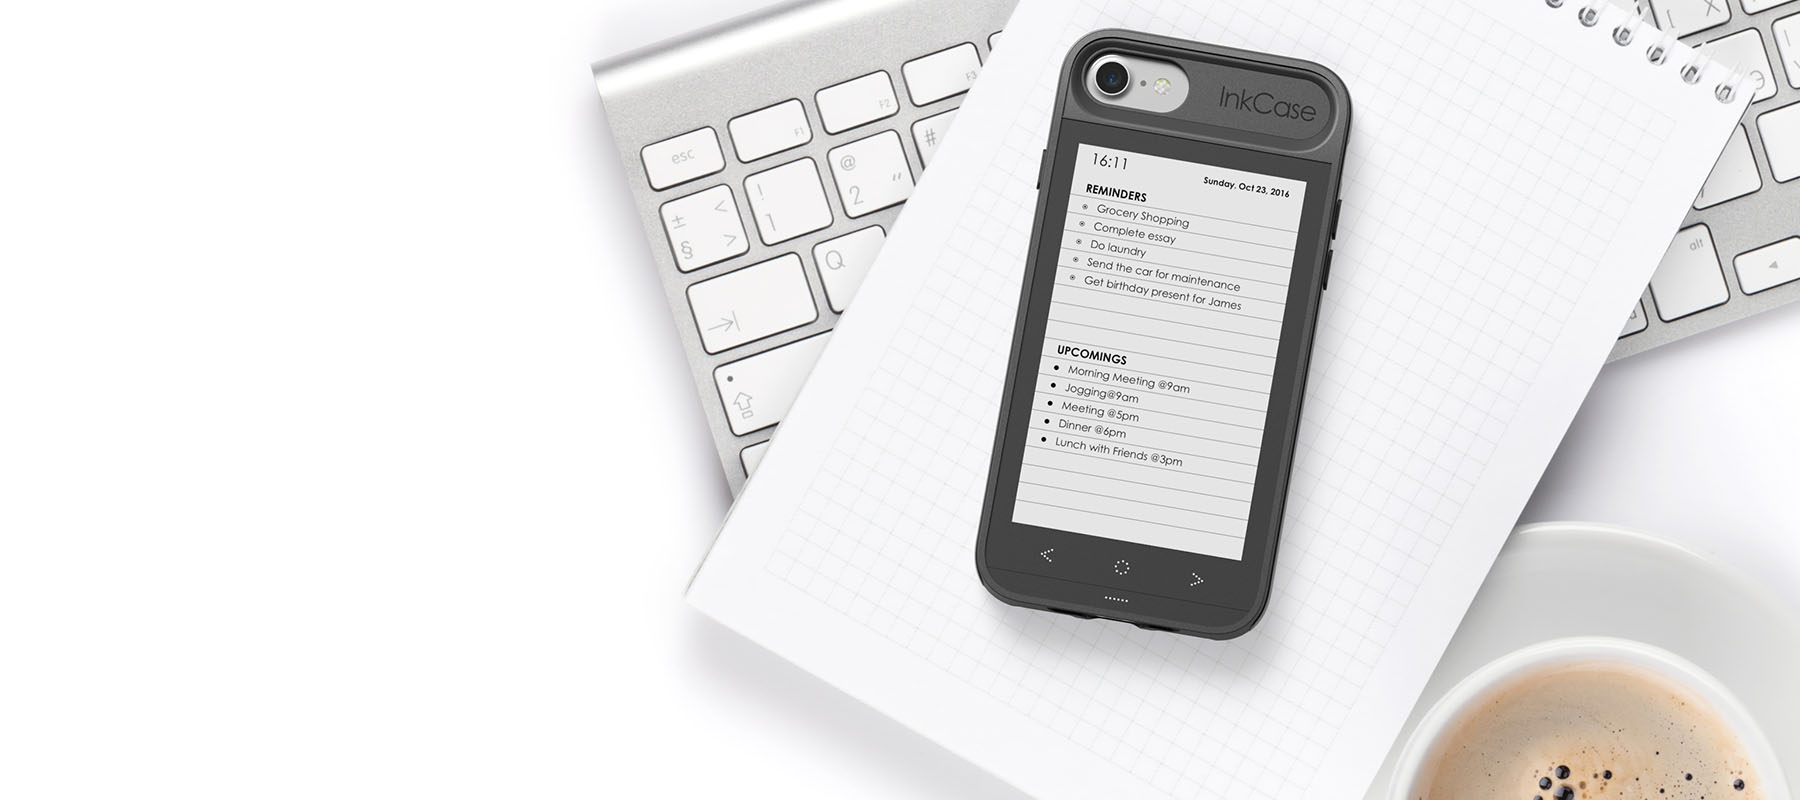 InkCase
16:11
Sunday, Oct 23, 2016
REMINDERS
Grocery Shopping
Complete essay
Do laundry
Send the car for maintenance
Get birthday present for James
UPCOMINGS
Morning Meeting @9am
Jogging@9am
Meeting @5pm
Dinner @6pm
Lunch with Friends @3pm
esc
F1
F2
F3
± < § >
! 1
@ 2 "
#
Q
alt